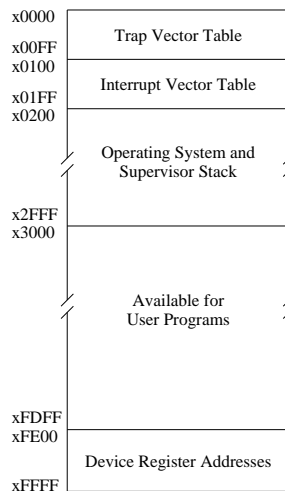 x0000
Trap Vector Table
x00FF
x0100
Interrupt Vector Table
x01FF
x0200
Operating System and
Supervisor Stack
x2FFF
x3000
Available for
User Programs
xFDFF
xFE00
Device Register Addresses
xFFFF